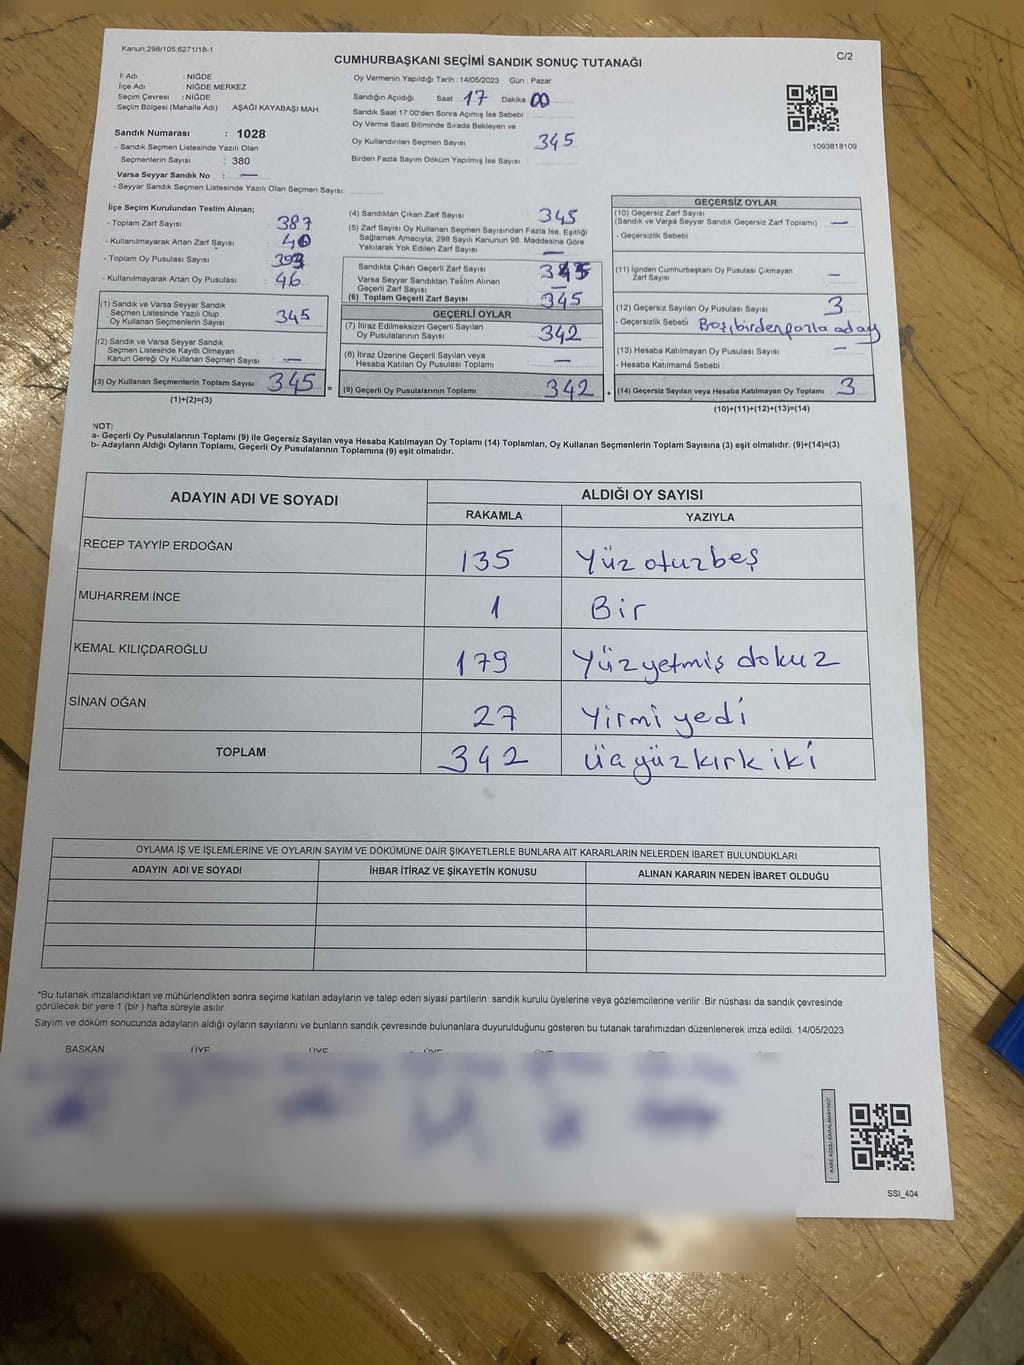 Kanun;298/105,6271/18-1
C/2
CUMHURBAŞKANI SEÇİMİ SANDIK SONUÇ TUTANAĞI
İl Adı : NİĞDE
İlçe Adı : NİĞDE MERKEZ
Seçim Çevresi : NİĞDE
Seçim Bölgesi (Mahalle Adı) : AŞAĞI KAYABAŞI MAH.
Sandık Numarası : 1028
- Sandık Seçmen Listesinde Yazılı Olan
Seçmenlerin Sayısı : 380
Varsa Seyyar Sandık No : —
- Seyyar Sandık Seçmen Listesinde Yazılı Olan Seçmen Sayısı:
Oy Vermenin Yapıldığı Tarih : 14/05/2023 Gün : Pazar
Sandığın Açıldığı Saat : 17 Dakika 00
Sandık Saat 17:00'den Sonra Açımış İse Sebebi :
Oy Verme Saati Bitiminde Sırada Bekleyen ve
Oy Kullandırılan Seçmen Sayısı : 345
Birden Fazla Sayım Döküm Yapılmış İse Sayısı :
1093818109
İlçe Seçim Kurulundan Teslim Alınan;
- Toplam Zarf Sayısı : 387
- Kullanılmayarak Artan Zarf Sayısı : 40
- Toplam Oy Pusulası Sayısı : 393
- Kullanılmayarak Artan Oy Pusulası : 46
(1) Sandık ve Varsa Seyyar Sandık
Seçmen Listesinde Yazılı Olup
Oy Kullanan Seçmenlerin Sayısı : 345
(2) Sandık ve Varsa Seyyar Sandık
Seçmen Listesinde Kayıtlı Olmayan
Kanun Gereği Oy Kullanan Seçmen Sayısı : —
(3) Oy Kullanan Seçmenlerin Toplam Sayısı : 345 =
(1)+(2)=(3)
(4) Sandıktan Çıkan Zarf Sayısı : 345
(5) Zarf Sayısı Oy Kullanan Seçmen Sayısından Fazla İse, Eşitliği
Sağlamak Amacıyla, 298 Sayılı Kanunun 98. Maddesine Göre
Yakılarak Yok Edilen Zarf Sayısı : —
Sandıkta Çıkan Geçerli Zarf Sayısı : 345
Varsa Seyyar Sandıktan Teslim Alınan
Geçerli Zarf Sayısı : —
(6) Toplam Geçerli Zarf Sayısı : 345
GEÇERLİ OYLAR
(7) İtiraz Edilmeksizin Geçerli Sayılan
Oy Pusulalarının Sayısı : 342
(8) İtiraz Üzerine Geçerli Sayılan veya
Hesaba Katılan Oy Pusulası Toplamı : —
(9) Geçerli Oy Pusulalarının Toplamı : 342 +
GEÇERSİZ OYLAR
(10) Geçersiz Zarf Sayısı
(Sandık ve Varsa Seyyar Sandık Geçersiz Zarf Toplamı) : —
- Geçersizlik Sebebi :
(11) İçinden Cumhurbaşkanı Oy Pusulası Çıkmayan
Zarf Sayısı : —
(12) Geçersiz Sayılan Oy Pusulası Sayısı : 3
- Geçersizlik Sebebi : Boş, birden fazla aday
(13) Hesaba Katılmayan Oy Pusulası Sayısı : —
- Hesaba Katılmama Sebebi :
(14) Geçersiz Sayılan veya Hesaba Katılmayan Oy Toplamı : 3
(10)+(11)+(12)+(13)=(14)
NOT:
a- Geçerli Oy Pusulalarının Toplamı (9) ile Geçersiz Sayılan veya Hesaba Katılmayan Oy Toplamı (14) Toplamları, Oy Kullanan Seçmenlerin Toplam Sayısına (3) eşit olmalıdır. (9)+(14)=(3)
b- Adayların Aldığı Oyların Toplamı, Geçerli Oy Pusulalarının Toplamına (9) eşit olmalıdır.
ADAYIN ADI VE SOYADI
ALDIĞI OY SAYISI
RAKAMLA YAZIYLA
RECEP TAYYİP ERDOĞAN 135 Yüz otuzbeş
MUHARREM İNCE 1 Bir
KEMAL KILIÇDAROĞLU 179 Yüzyetmiş dokuz
SİNAN OĞAN 27 Yirmi yedi
TOPLAM 342 üçyüzkırk iki
OYLAMA İŞ VE İŞLEMLERİNE VE OYLARIN SAYIM VE DÖKÜMÜNE DAİR ŞİKAYETLERLE BUNLARA AİT KARARLARIN NELERDEN İBARET BULUNDUKLARI
ADAYIN ADI VE SOYADI İHBAR İTİRAZ VE ŞİKAYETİN KONUSU ALINAN KARARIN NEDEN İBARET OLDUĞU
*Bu tutanak imzalandıktan ve mühürlendikten sonra seçime katılan adayların ve talep eden siyasi partilerin sandık kurulu üyelerine veya gözlemcilerine verilir .Bir nüshası da sandık çevresinde
görülecek bir yere 1 (bir ) hafta süreyle asılır.
Sayım ve döküm sonucunda adayların aldığı oyların sayılarını ve bunların sandık çevresinde bulunanlara duyurulduğunu gösteren bu tutanak tarafımızdan düzenlenerek imza edildi. 14/05/2023
BAŞKAN ÜYE ÜYE ÜYE ÜYE
KARE KODU KARALAMAYINIZ!
SSI_404